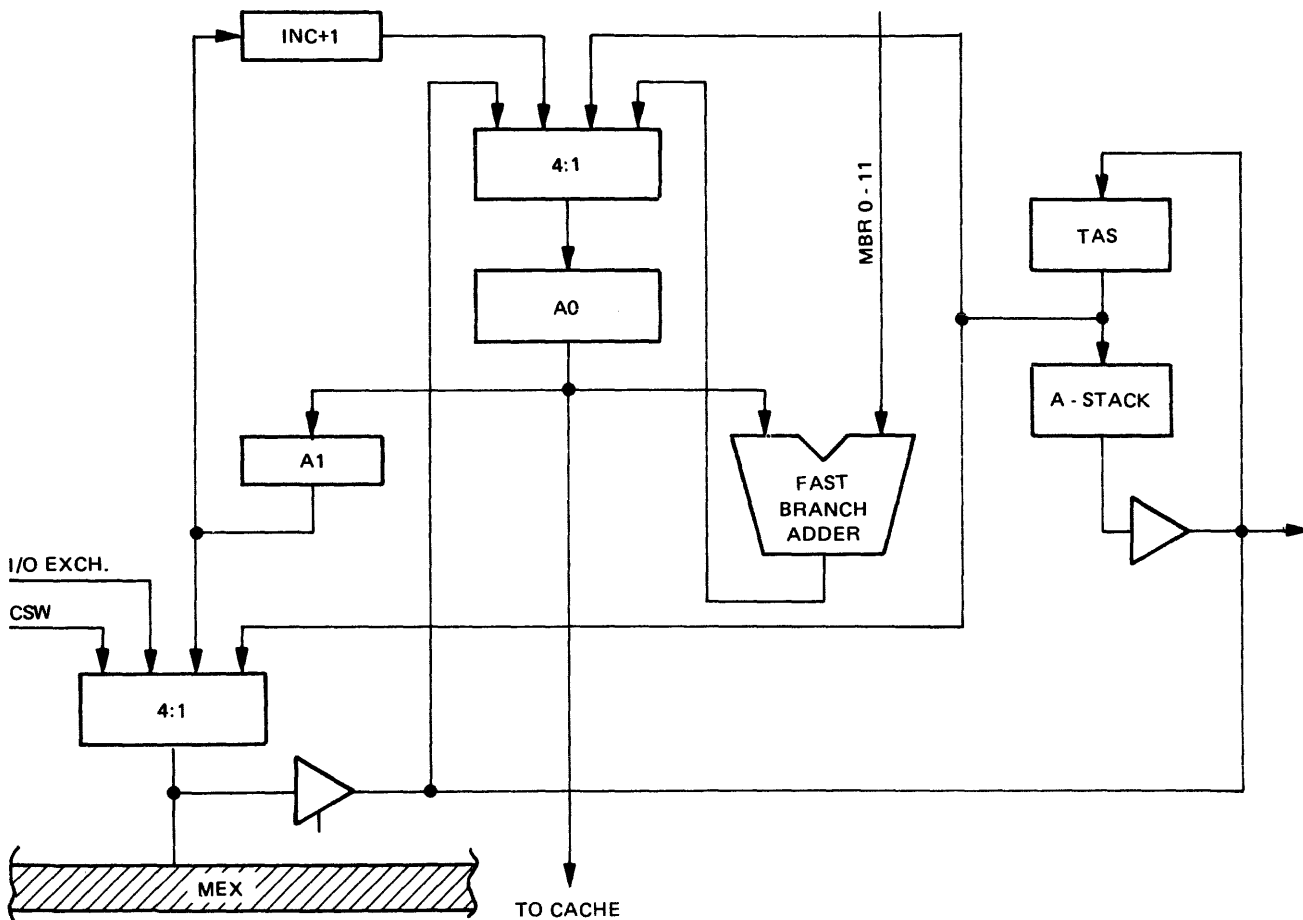 INC+1
4:1
MBR 0 - 11
TAS
A0
A - STACK
A1
FAST
BRANCH
ADDER
I/O EXCH.
CSW
4:1
MEX
TO CACHE